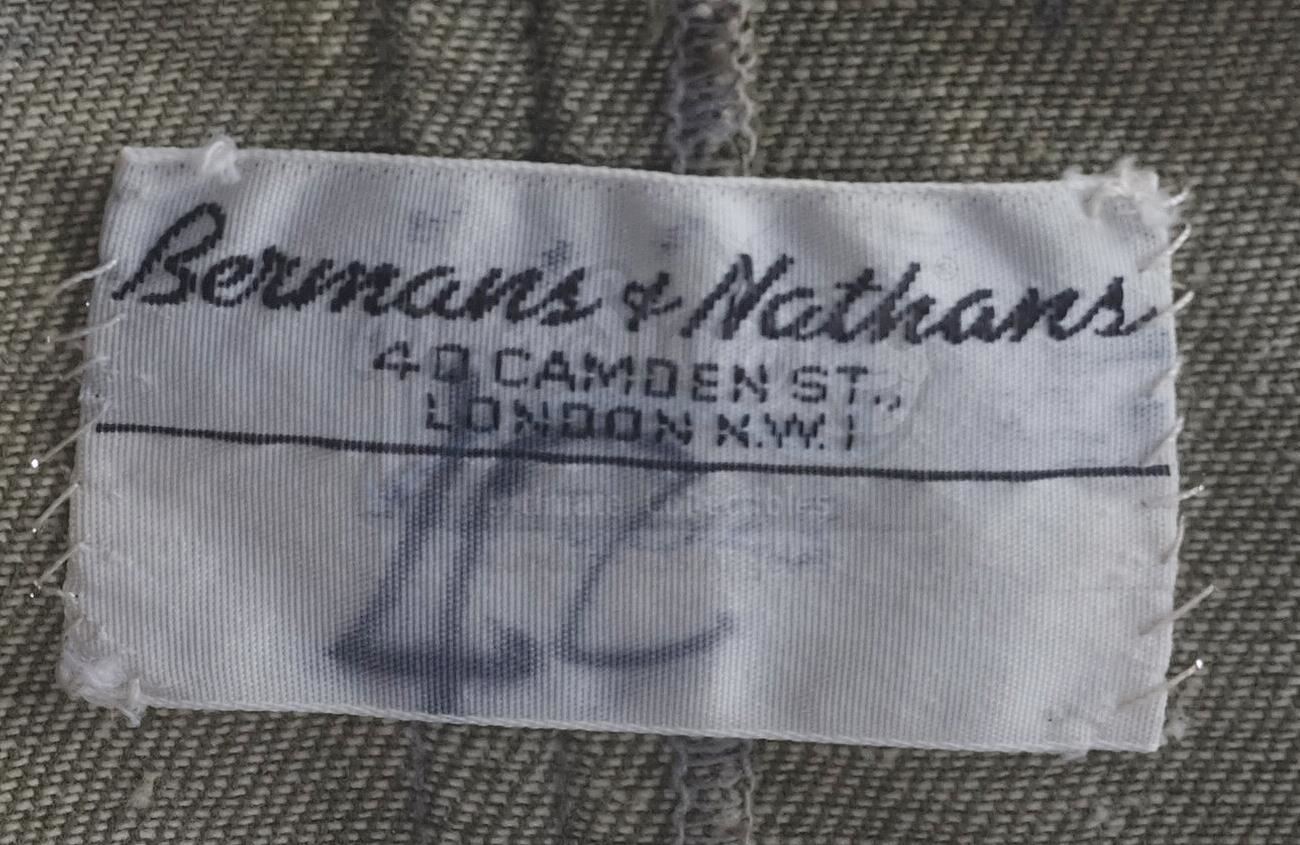 Bermans & Nathans
40 CAMDEN ST.,
LONDON N.W.1